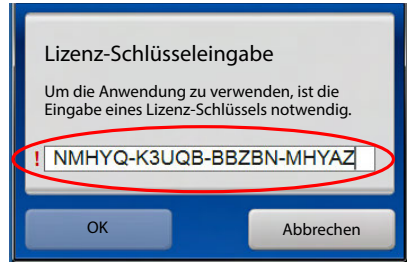 Lizenz-Schlüsseleingabe
Um die Anwendung zu verwenden, ist die
Eingabe eines Lizenz-Schlüssels notwendig.
! NMHYQ-K3UQB-BBZBN-MHYAZ
OK Abbrechen